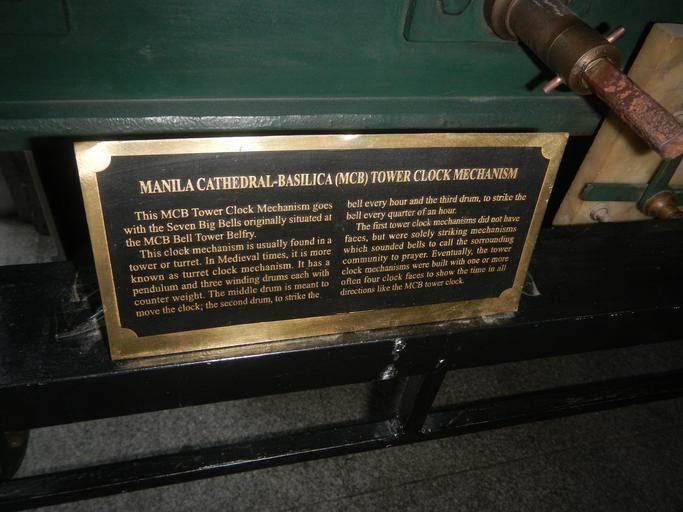 MANILA CATHEDRAL-BASILICA (MCB) TOWER CLOCK MECHANISM
This MCB Tower Clock Mechanism goes
with the Seven Big Bells originally situated at
the MCB Bell Tower Belfry.
This clock mechanism is usually found in a
tower or turret. In Medieval times, it is more
known as turret clock mechanism. It has a
pendulum and three winding drums each with
counter weight. The middle drum is meant to
move the clock; the second drum, to strike the
bell every hour and the third drum, to strike the
bell every quarter of an hour.
The first tower clock mechanisms did not have
faces, but were solely striking mechanisms
which sounded bells to call the sorrounding
community to prayer. Eventually, the tower
clock mechanisms were built with one or more
often four clock faces to show the time in all
directions like the MCB tower clock.